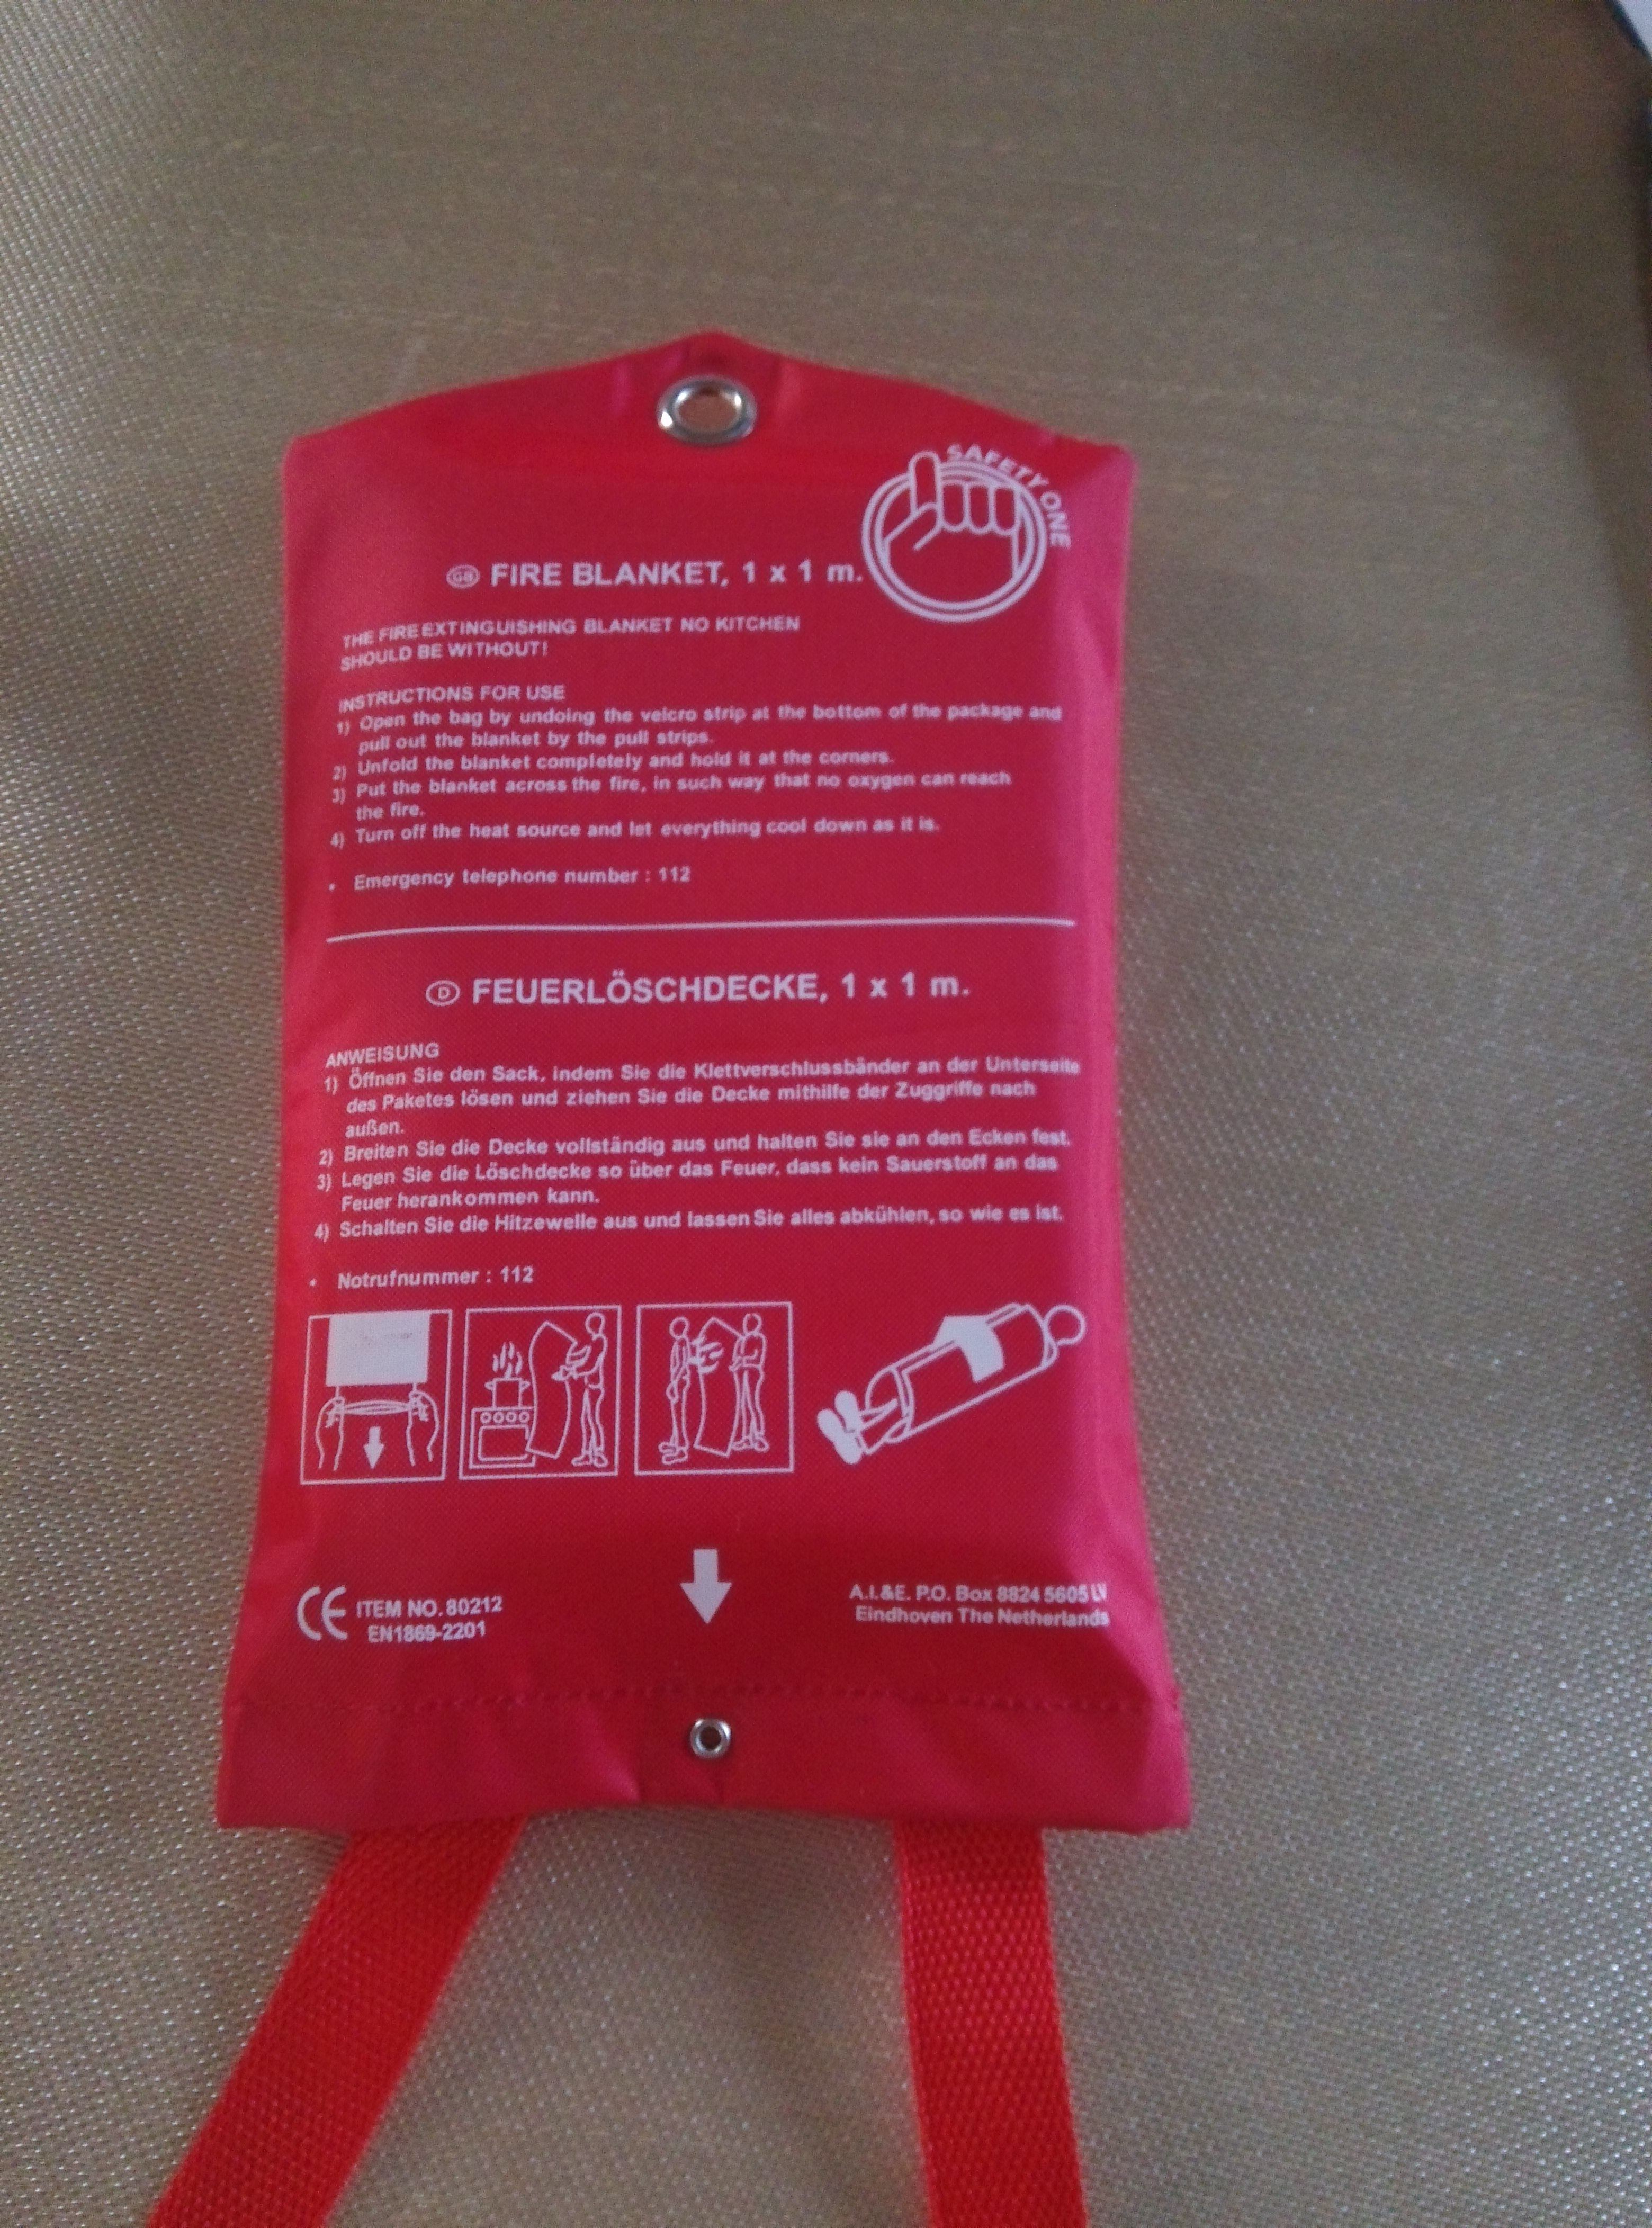 SAFETY ONE
GB FIRE BLANKET, 1 x 1 m.
THE FIRE EXTINGUISHING BLANKET NO KITCHEN
SHOULD BE WITHOUT!
INSTRUCTIONS FOR USE
1) Open the bag by undoing the velcro strip at the bottom of the package and
pull out the blanket by the pull strips.
2) Unfold the blanket completely and hold it at the corners.
3) Put the blanket across the fire, in such way that no oxygen can reach
the fire.
4) Turn off the heat source and let everything cool down as it is.
• Emergency telephone number : 112
D FEUERLÖSCHDECKE, 1 x 1 m.
ANWEISUNG
1) Öffnen Sie den Sack, indem Sie die Klettverschlussbänder an der Unterseite
des Paketes lösen und ziehen Sie die Decke mithilfe der Zuggriffe nach
außen.
2) Breiten Sie die Decke vollständig aus und halten Sie sie an den Ecken fest.
3) Legen Sie die Löschdecke so über das Feuer, dass kein Sauerstoff an das
Feuer herankommen kann.
4) Schalten Sie die Hitzewelle aus und lassen Sie alles abkühlen, so wie es ist.
• Notrufnummer : 112
CE ITEM NO. 80212
EN1869-2201
A.I.&E. P.O. Box 8824 5605 LV
Eindhoven The Netherlands